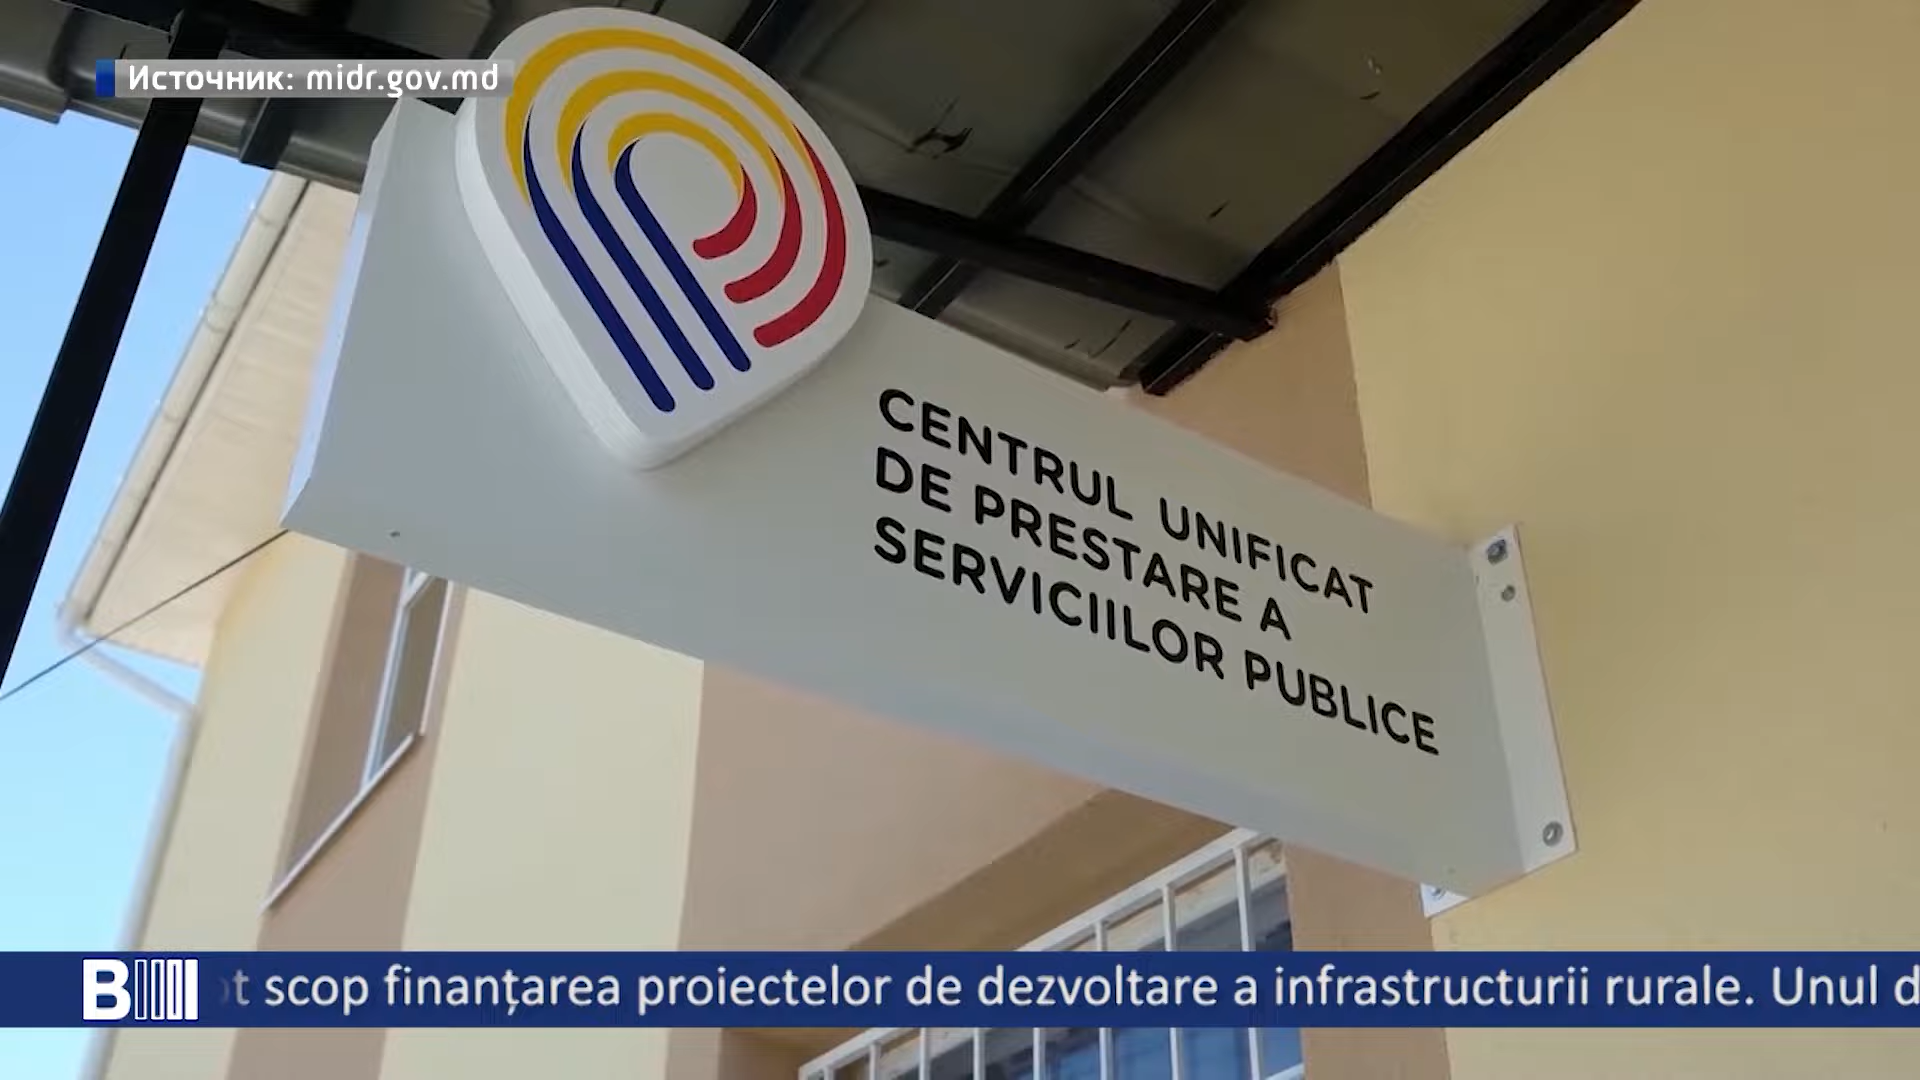 Источник: midr.gov.md
CENTRUL UNIFICAT
DE PRESTARE A
SERVICIILOR PUBLICE
B scop finanțarea proiectelor de dezvoltare a infrastructurii rurale. Unul